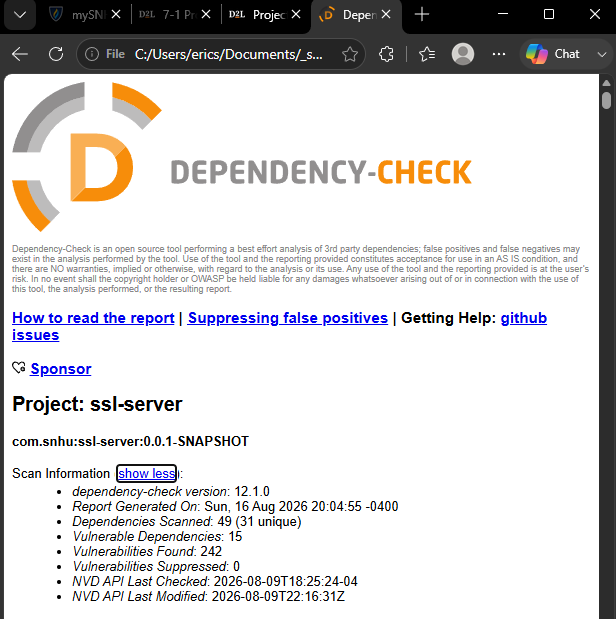 mySN
D2L 7-1 Pr
D2L Projec
Depen
File C:/Users/erics/Documents/_s...
Chat
D
DEPENDENCY-CHECK
Dependency-Check is an open source tool performing a best effort analysis of 3rd party dependencies; false positives and false negatives may
exist in the analysis performed by the tool. Use of the tool and the reporting provided constitutes acceptance for use in an AS IS condition, and
there are NO warranties, implied or otherwise, with regard to the analysis or its use. Any use of the tool and the reporting provided is at the user's
risk. In no event shall the copyright holder or OWASP be held liable for any damages whatsoever arising out of or in connection with the use of
this tool, the analysis performed, or the resulting report.
How to read the report | Suppressing false positives | Getting Help: github
issues
Sponsor
Project: ssl-server
com.snhu:ssl-server:0.0.1-SNAPSHOT
Scan Information (show less):
dependency-check version: 12.1.0
Report Generated On: Sun, 16 Aug 2026 20:04:55 -0400
Dependencies Scanned: 49 (31 unique)
Vulnerable Dependencies: 15
Vulnerabilities Found: 242
Vulnerabilities Suppressed: 0
NVD API Last Checked: 2026-08-09T18:25:24-04
NVD API Last Modified: 2026-08-09T22:16:31Z